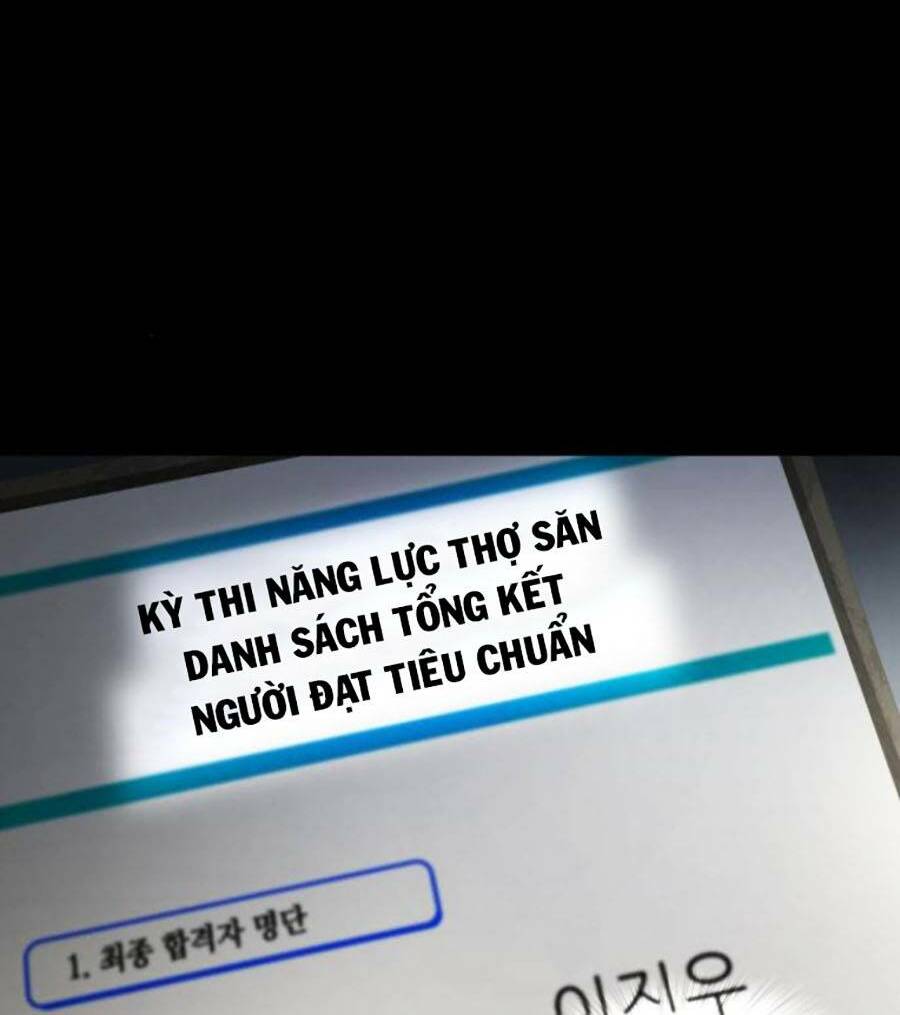 KỲ THI NĂNG LỰC THỢ SĂN
DANH SÁCH TỔNG KẾT
NGƯỜI ĐẠT TIÊU CHUẨN
1. 최종 합격자 명단
이지우